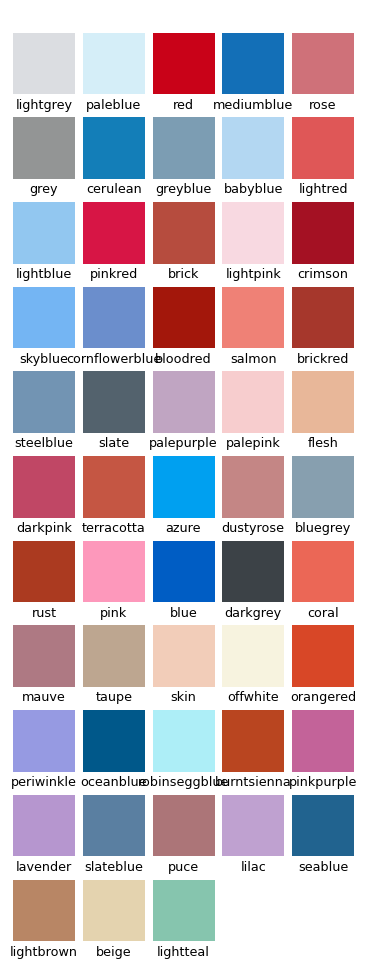 lightgrey paleblue red mediumblue rose
grey cerulean greyblue babyblue lightred
lightblue pinkred brick lightpink crimson
skyblue cornflowerblue bloodred salmon brickred
steelblue slate palepurple palepink flesh
darkpink terracotta azure dustyrose bluegrey
rust pink blue darkgrey coral
mauve taupe skin offwhite orangered
periwinkle oceanblue robinseggblue burntsienna pinkpurple
lavender slateblue puce lilac seablue
lightbrown beige lightteal